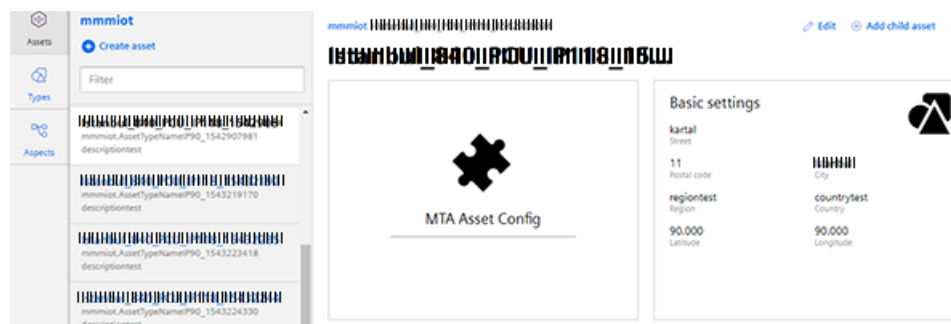 Assets
Types
Aspects
mmmiot
Create asset
Filter
mmmiot.AssetTypeNameIP90_1542907981
descriptiontest
mmmiot.AssetTypeNameIP90_1543219170
descriptiontest
mmmiot.AssetTypeNameIP90_1543223418
descriptiontest
mmmiot.AssetTypeNameIP90_1543224330
descriptiontest
mmmiot
Edit
Add child asset
MTA Asset Config
Basic settings
kartal
Street
11
Postal code
City
regiontest
countrytest
Region
Country
90.000
90.000
Latitude
Longitude